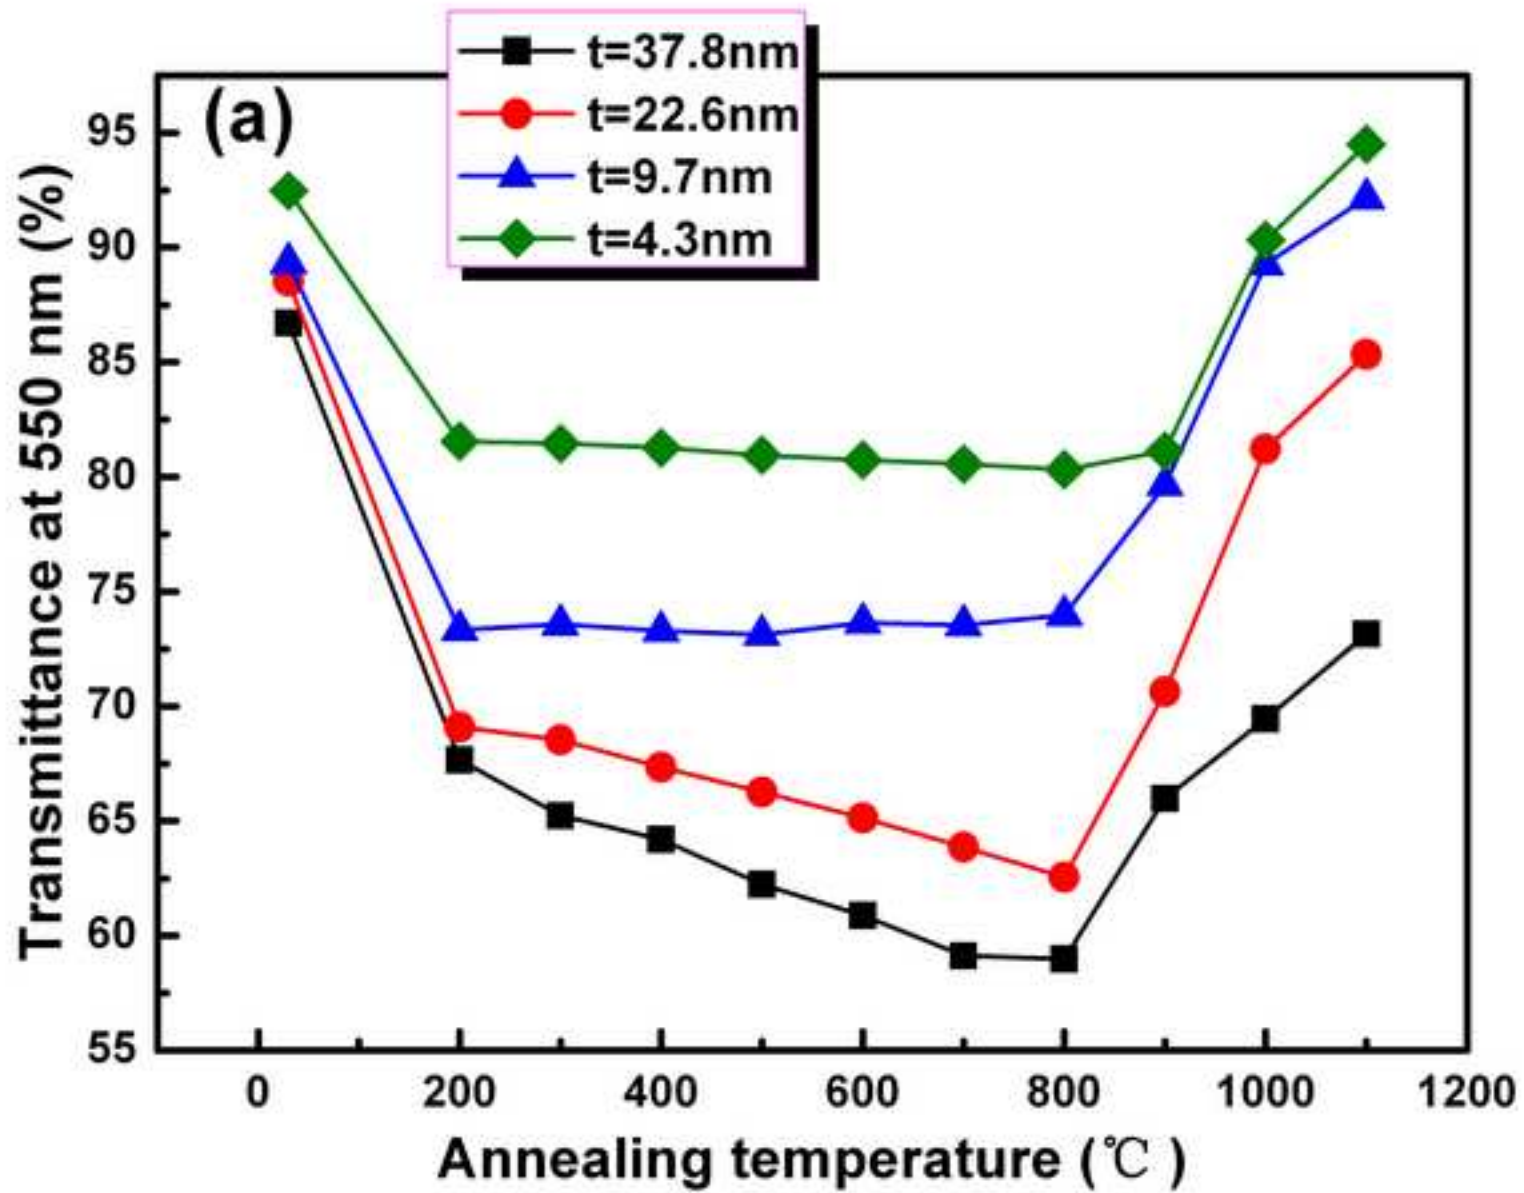 t=37.8nm
t=22.6nm
t=9.7nm
t=4.3nm
(a)
Transmittance at 550 nm (%)
95
90
85
80
75
70
65
60
55
0 200 400 600 800 1000 1200
Annealing temperature (℃ )